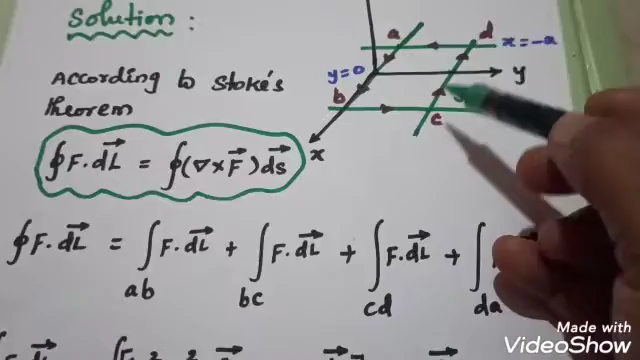 Solution :
According to Stoke's
theorem
∮F.dL = ∮(∇×F)ds
a
d
x=-a
y=0
y
b
c
x
∮F.dL = ∫F.dL + ∫F.dL + ∫F.dL + ∫
ab bc cd da
Made with
VideoShow